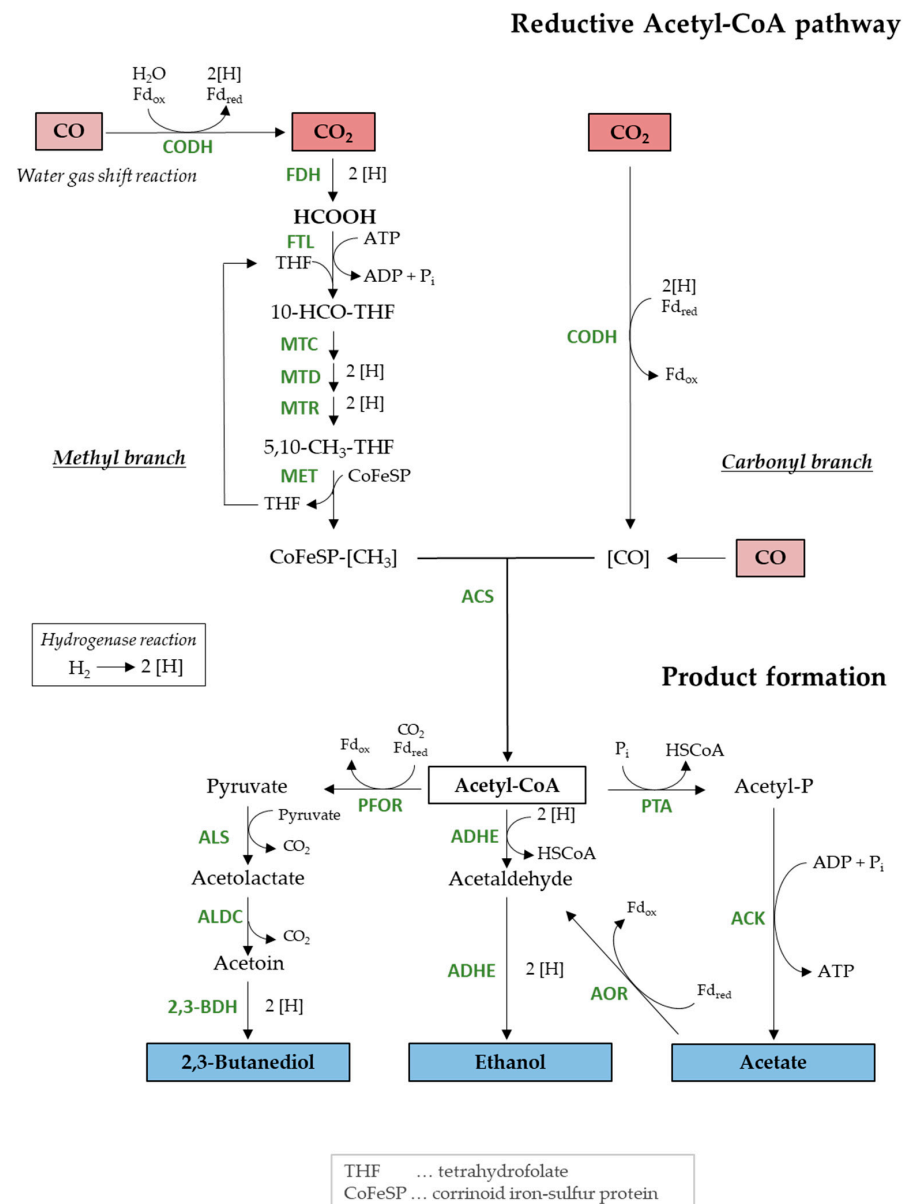 Reductive Acetyl-CoA pathway
H₂O 2[H]
Fdox Fdred
CO CO₂ CO₂
CODH
Water gas shift reaction
FDH 2 [H]
HCOOH
FTL ATP
THF
ADP + Pi
10-HCO-THF
2[H]
Fdred
CODH
Fdox
MTC
MTD 2 [H]
MTR 2 [H]
5,10-CH₃-THF
Methyl branch Carbonyl branch
MET CoFeSP
THF
CoFeSP-[CH₃] [CO] CO
ACS
Hydrogenase reaction
H₂ 2 [H]
Product formation
CO₂
Fdox Fdred
Pi HSCoA
Pyruvate Acetyl-CoA Acetyl-P
PFOR PTA
ALS Pyruvate
CO₂
ADHE 2 [H]
HSCoA
Acetolactate Acetaldehyde
ADP + Pi
ALDC
CO₂
Fdox
ACK
Acetoin
ADHE 2 [H]
ATP
AOR Fdred
2,3-BDH 2 [H]
2,3-Butanediol Ethanol Acetate
THF … tetrahydrofolate
CoFeSP … corrinoid iron-sulfur protein